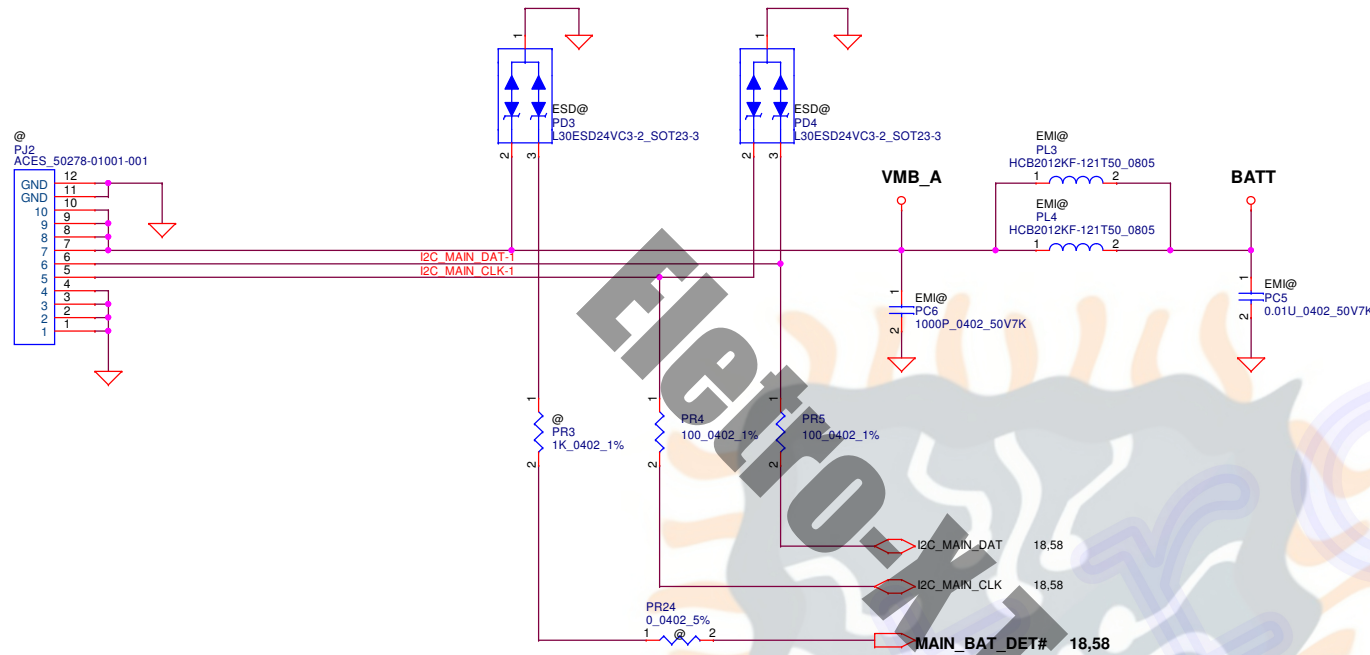 @
PJ2
ACES_50278-01001-001
GND
GND
10
9
8
7
6
5
4
3
2
1
12
11
10
9
8
7
6
5
4
3
2
1
1
ESD@
PD3
L30ESD24VC3-2_SOT23-3
2
3
1
ESD@
PD4
L30ESD24VC3-2_SOT23-3
2
3
I2C_MAIN_DAT-1
I2C_MAIN_CLK-1
VMB_A
EMI@
PL3
HCB2012KF-121T50_0805
1
2
EMI@
PL4
HCB2012KF-121T50_0805
1
2
BATT
1
EMI@
PC6
1000P_0402_50V7K
2
1
EMI@
PC5
0.01U_0402_50V7K
2
1
@
PR3
1K_0402_1%
2
1
PR4
100_0402_1%
2
1
PR5
100_0402_1%
2
I2C_MAIN_DAT 18,58
I2C_MAIN_CLK 18,58
PR24
0_0402_5%
1
@
2
MAIN_BAT_DET# 18,58